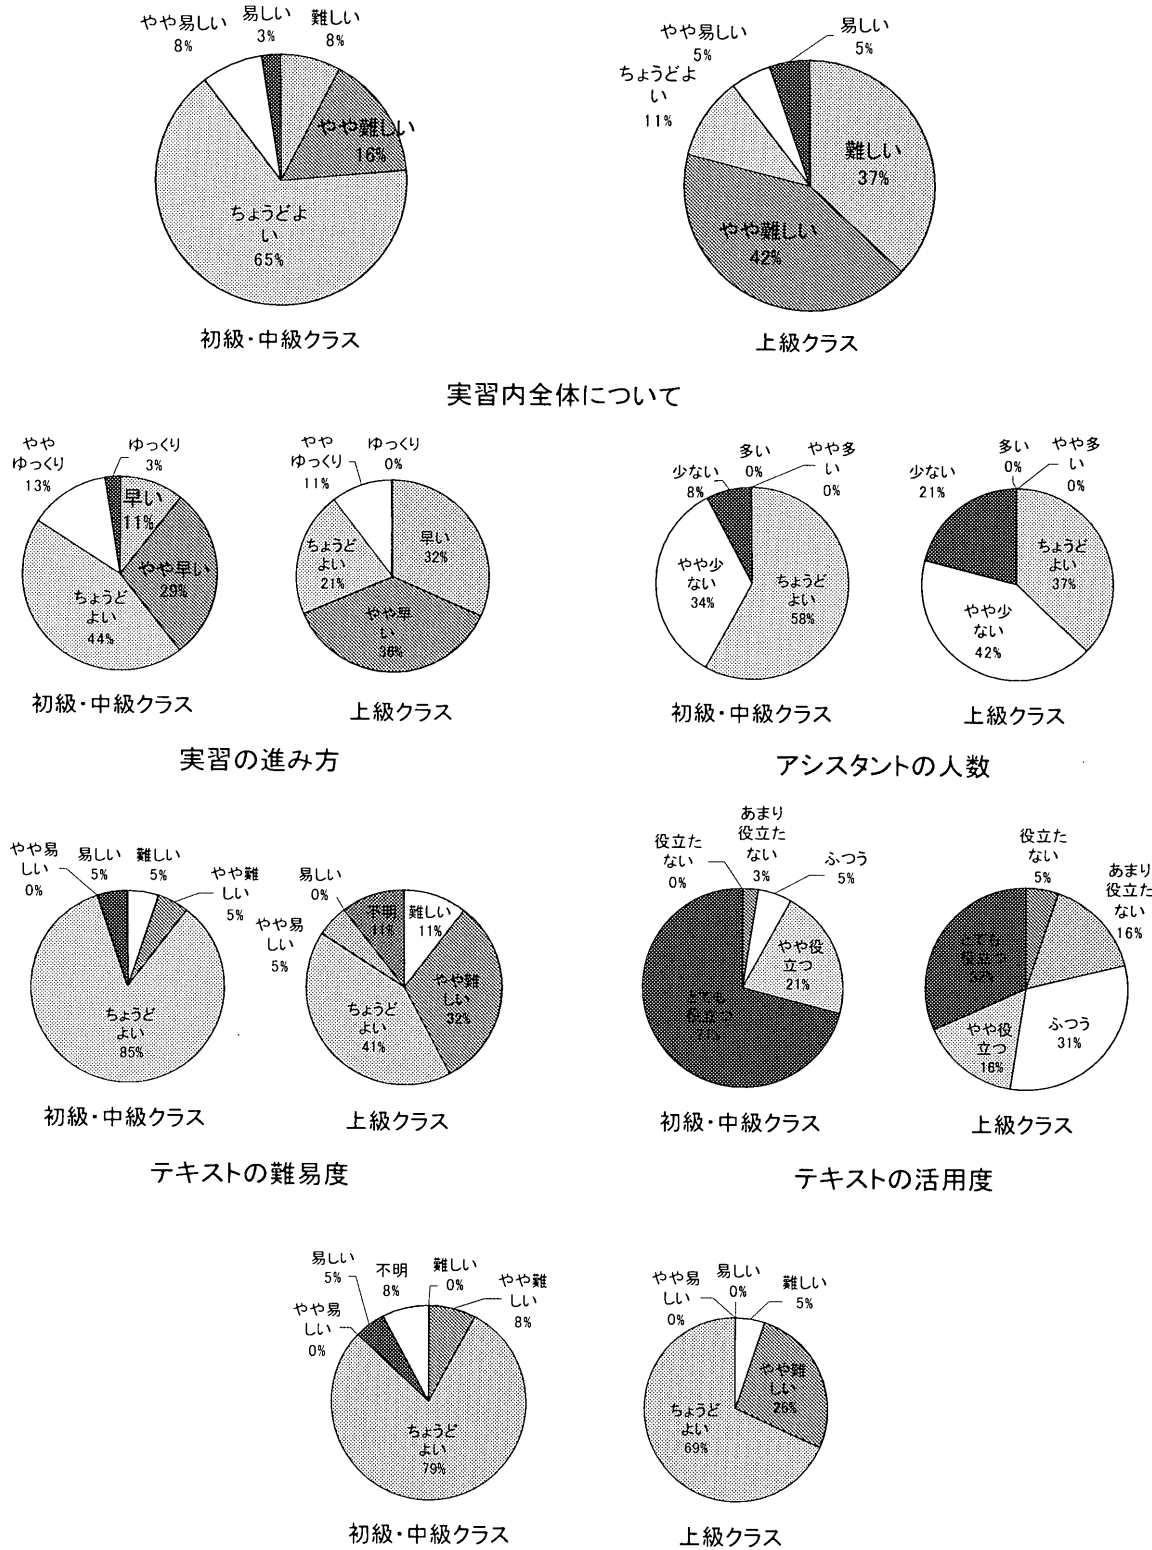 やや易しい
8%
易しい
3%
難しい
8%
やや難しい
16%
ちょうどよ
い
65%
初級・中級クラス
やや易しい
5%
易しい
5%
ちょうどよ
い
11%
難しい
37%
やや難しい
42%
上級クラス
実習内全体について
やや
ゆっくり
13%
ゆっくり
3%
早い
11%
やや早い
29%
ちょうど
よい
44%
初級・中級クラス
やや
ゆっくり
11%
ゆっくり
0%
早い
32%
ちょうど
よい
21%
やや早
い
36%
上級クラス
実習の進み方
少ない
8%
多い
0%
やや多
い
0%
やや少
ない
34%
ちょうど
よい
58%
初級・中級クラス
少ない
21%
多い
0%
やや多
い
0%
ちょうど
よい
37%
やや少
ない
42%
上級クラス
アシスタントの人数
やや易
しい
0%
易しい
5%
難しい
5%
やや難
しい
5%
ちょうど
よい
85%
初級・中級クラス
易しい
0%
やや易
しい
5%
不明
11%
難しい
11%
やや難
しい
32%
ちょうど
よい
41%
上級クラス
テキストの難易度
役立た
ない
0%
あまり
役立た
ない
3%
ふつう
5%
やや役
立つ
21%
とても
役立つ
初級・中級クラス
役立た
ない
5%
あまり
役立た
ない
16%
とても
役立つ
ふつう
31%
やや役
立つ
16%
上級クラス
テキストの活用度
易しい
5%
不明
8%
難しい
0%
やや難
しい
8%
やや易
しい
0%
ちょうど
よい
79%
初級・中級クラス
やや易
しい
0%
易しい
0%
難しい
5%
やや難
しい
26%
ちょうど
よい
69%
上級クラス